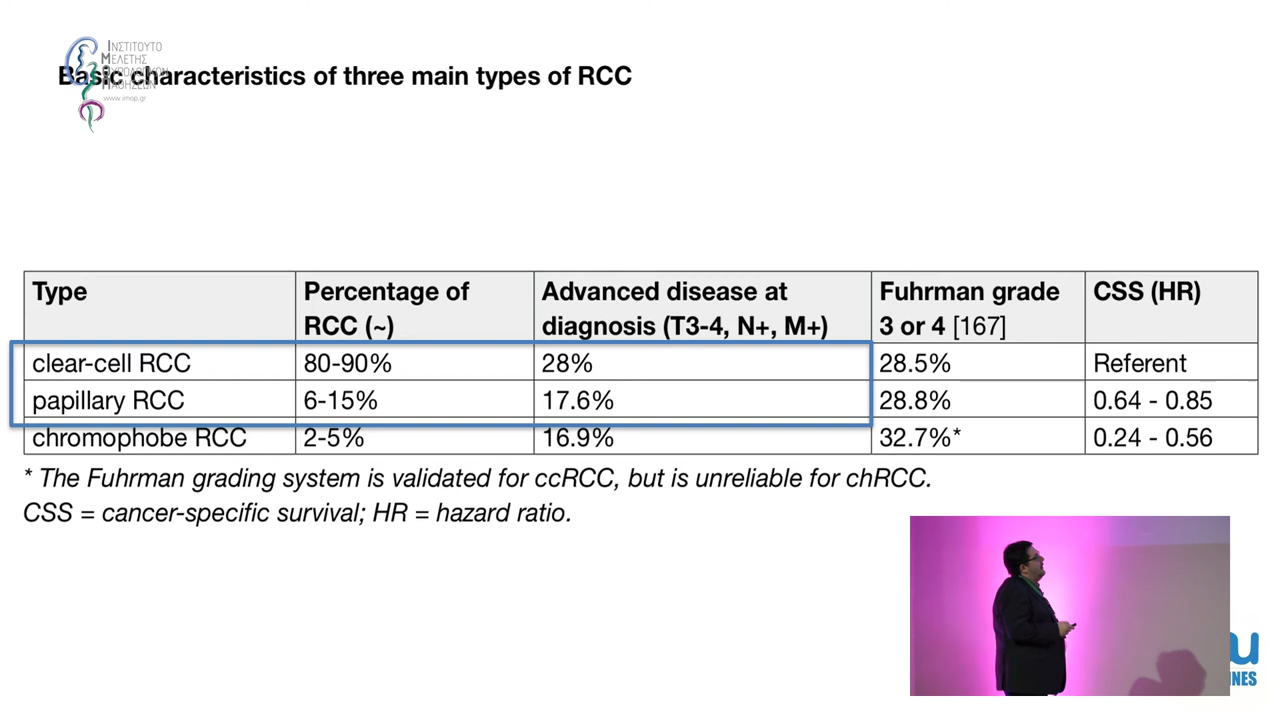 ΙΝΣΤΙΤΟΥΤΟ
ΜΕΛΕΤΗΣ
ΟΥΡΟΛΟΓΙΚΩΝ
ΠΑΘΗΣΕΩΝ
www.imop.gr
Basic characteristics of three main types of RCC
Type Percentage of RCC (~) Advanced disease at diagnosis (T3-4, N+, M+) Fuhrman grade 3 or 4 [167] CSS (HR)
clear-cell RCC 80-90% 28% 28.5% Referent
papillary RCC 6-15% 17.6% 28.8% 0.64 - 0.85
chromophobe RCC 2-5% 16.9% 32.7%* 0.24 - 0.56
* The Fuhrman grading system is validated for ccRCC, but is unreliable for chRCC.
CSS = cancer-specific survival; HR = hazard ratio.